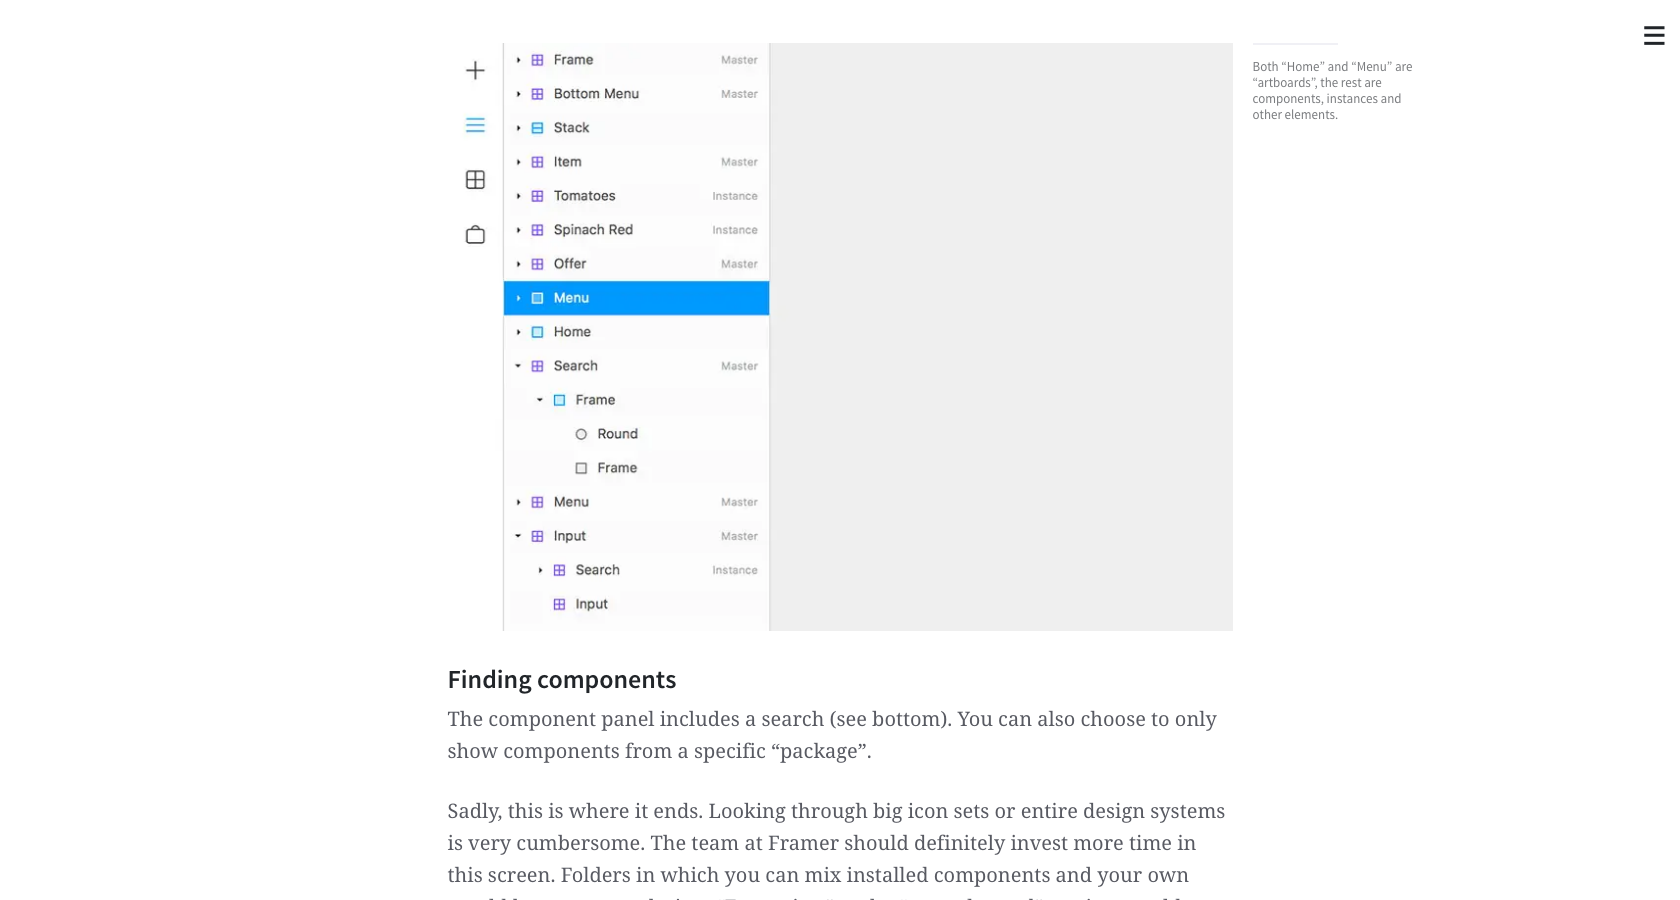 Frame Master
Bottom Menu Master
Stack
Item Master
Tomatoes Instance
Spinach Red Instance
Offer Master
Menu
Home
Search Master
Frame
Round
Frame
Menu Master
Input Master
Search Instance
Input
Both “Home” and “Menu” are
“artboards”, the rest are
components, instances and
other elements.
Finding components
The component panel includes a search (see bottom). You can also choose to only
show components from a specific “package”.
Sadly, this is where it ends. Looking through big icon sets or entire design systems
is very cumbersome. The team at Framer should definitely invest more time in
this screen. Folders in which you can mix installed components and your own